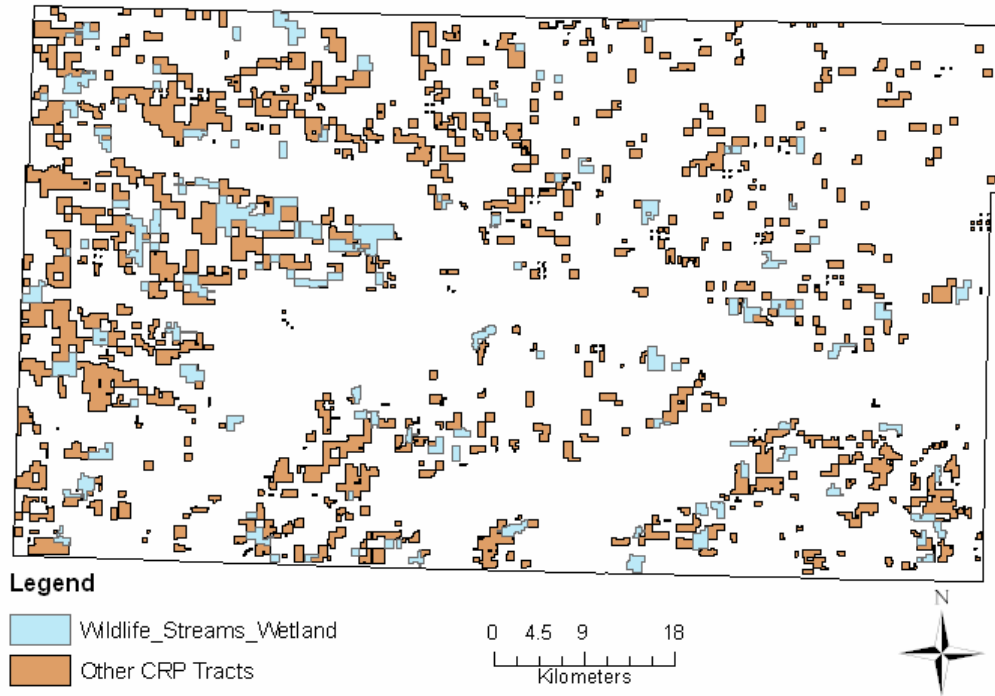 Legend
Wildlife_Streams_Wetland
Other CRP Tracts
0 4.5 9 18
Kilometers
N